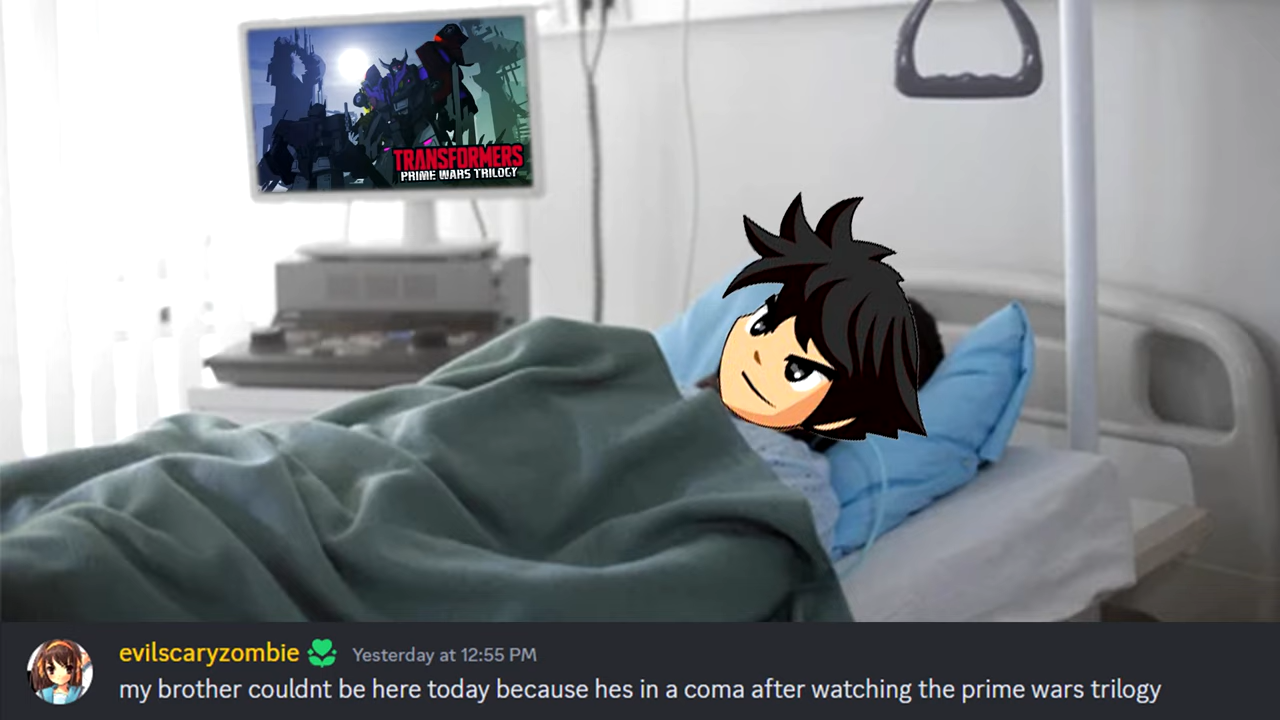 TRANSFORMERS
PRIME WARS TRILOGY
evilscaryzombie Yesterday at 12:55 PM
my brother couldnt be here today because hes in a coma after watching the prime wars trilogy